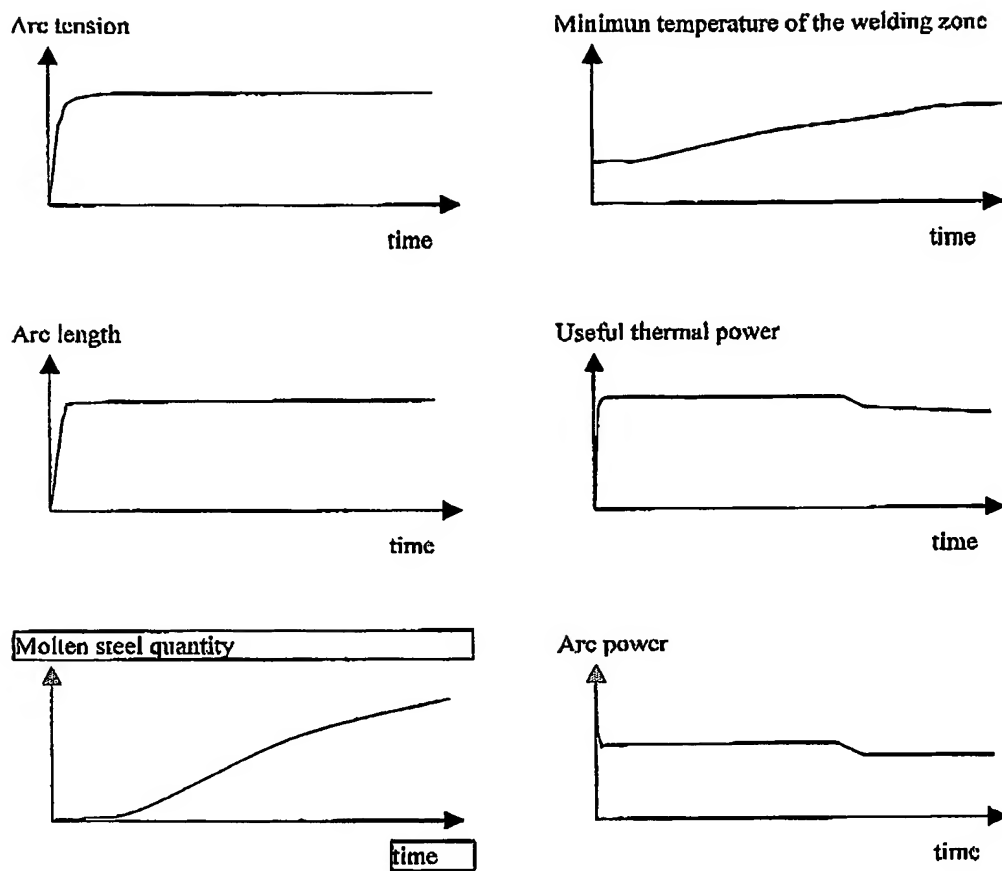 Arc tension
Minimun temperature of the welding zone
time
time
Arc length
Useful thermal power
time
time
Molten steel quantity
Arc power
time
time